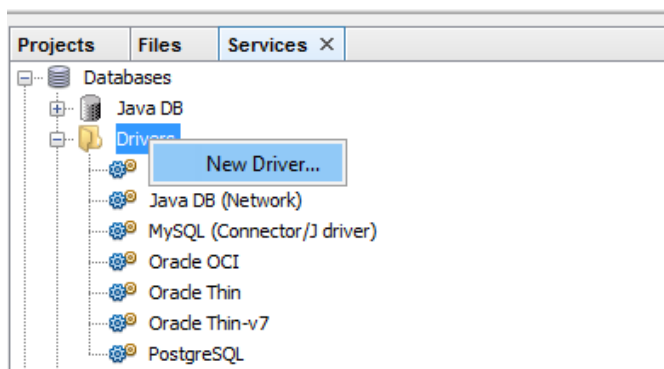 Projects Files Services ×
Databases
Java DB
Drivers
New Driver...
Java DB (Network)
MySQL (Connector/J driver)
Oracle OCI
Oracle Thin
Oracle Thin-v7
PostgreSQL